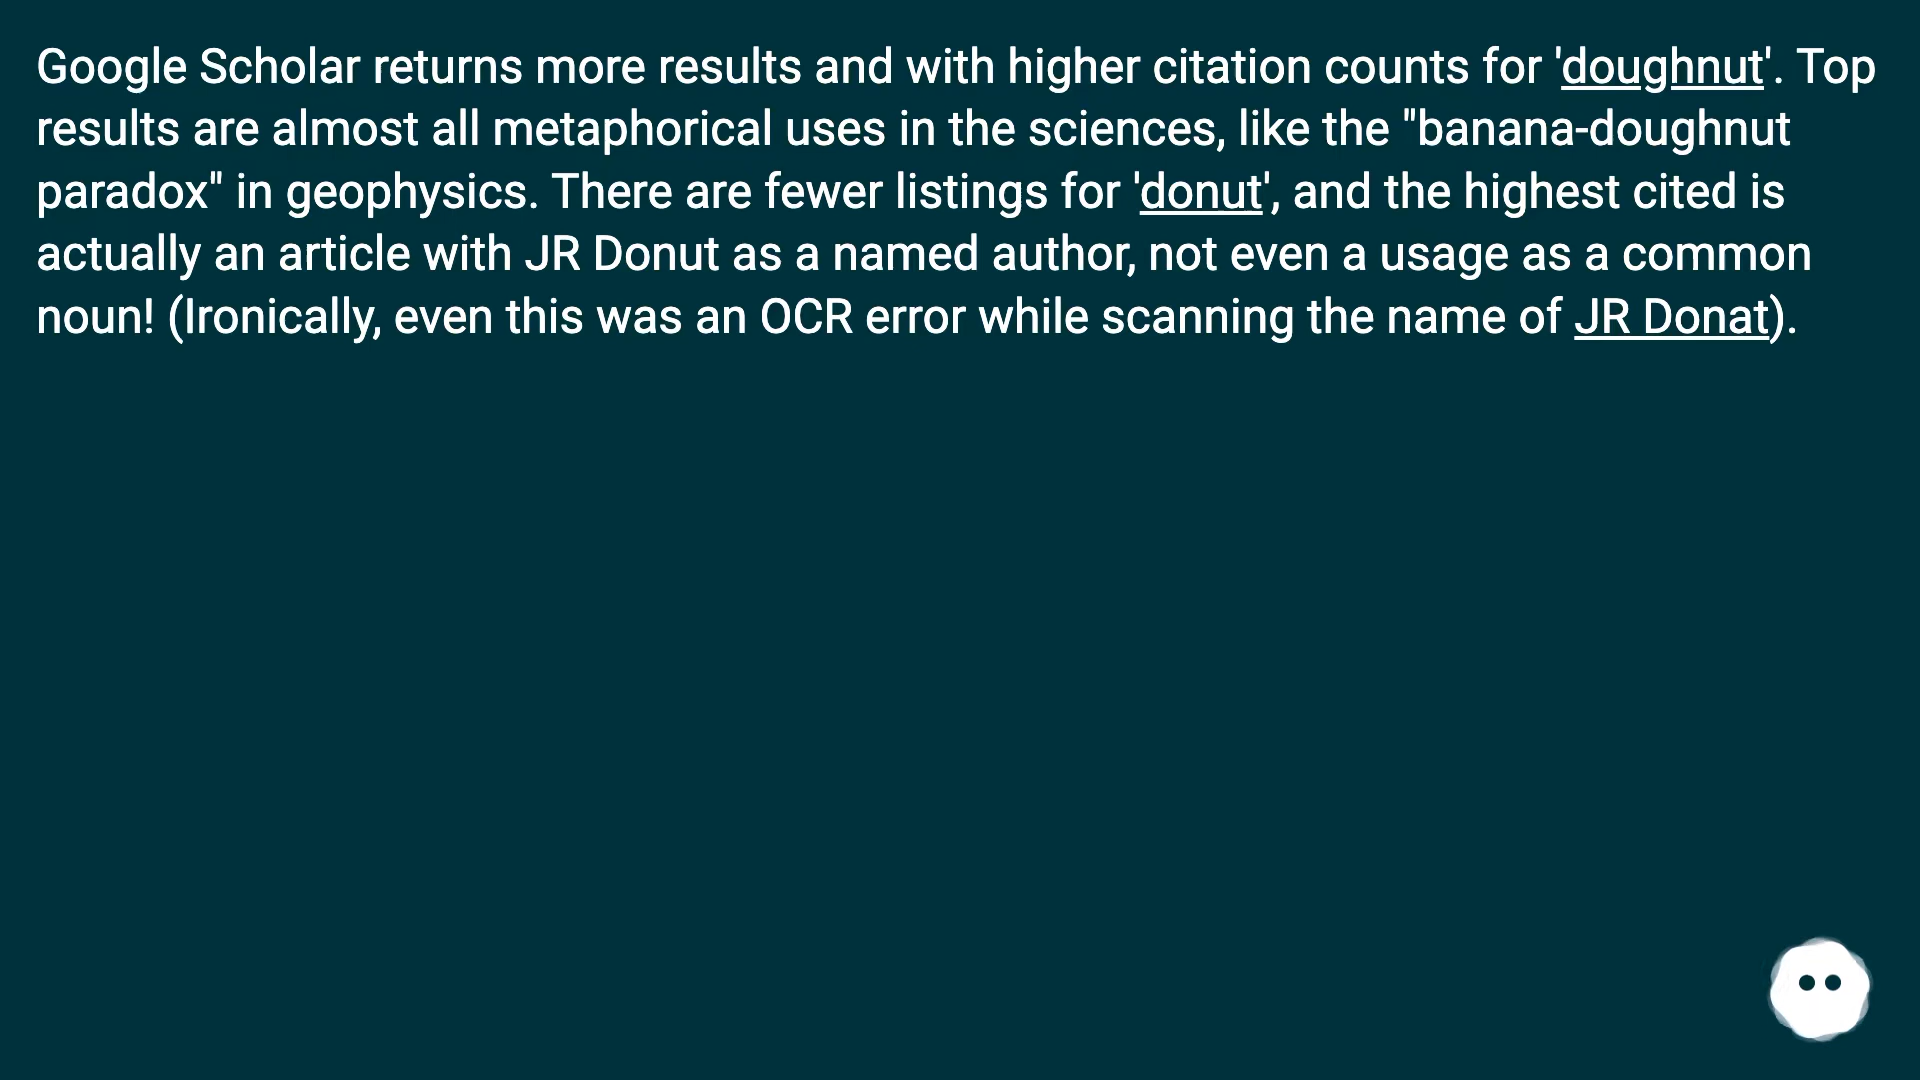 Google Scholar returns more results and with higher citation counts for 'doughnut'. Top
results are almost all metaphorical uses in the sciences, like the "banana-doughnut
paradox" in geophysics. There are fewer listings for 'donut', and the highest cited is
actually an article with JR Donut as a named author, not even a usage as a common
noun! (Ironically, even this was an OCR error while scanning the name of JR Donat).